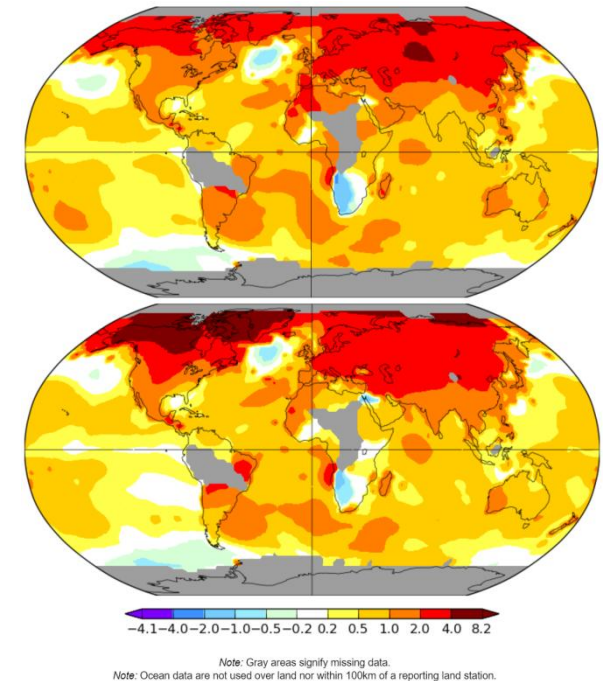 −4.1−4.0−2.0−1.0−0.5−0.2 0.2 0.5 1.0 2.0 4.0 8.2
Note: Gray areas signify missing data.
Note: Ocean data are not used over land nor within 100km of a reporting land station.